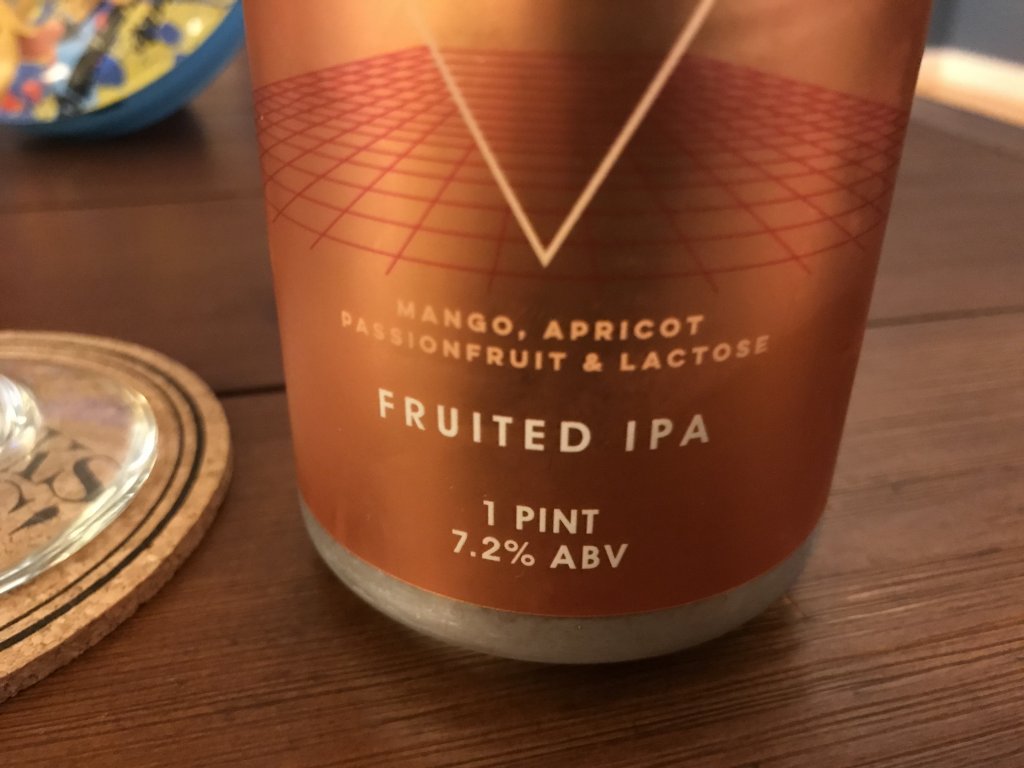 MANGO, APRICOT
PASSIONFRUIT & LACTOSE
FRUITED IPA
1 PINT
7.2% ABV